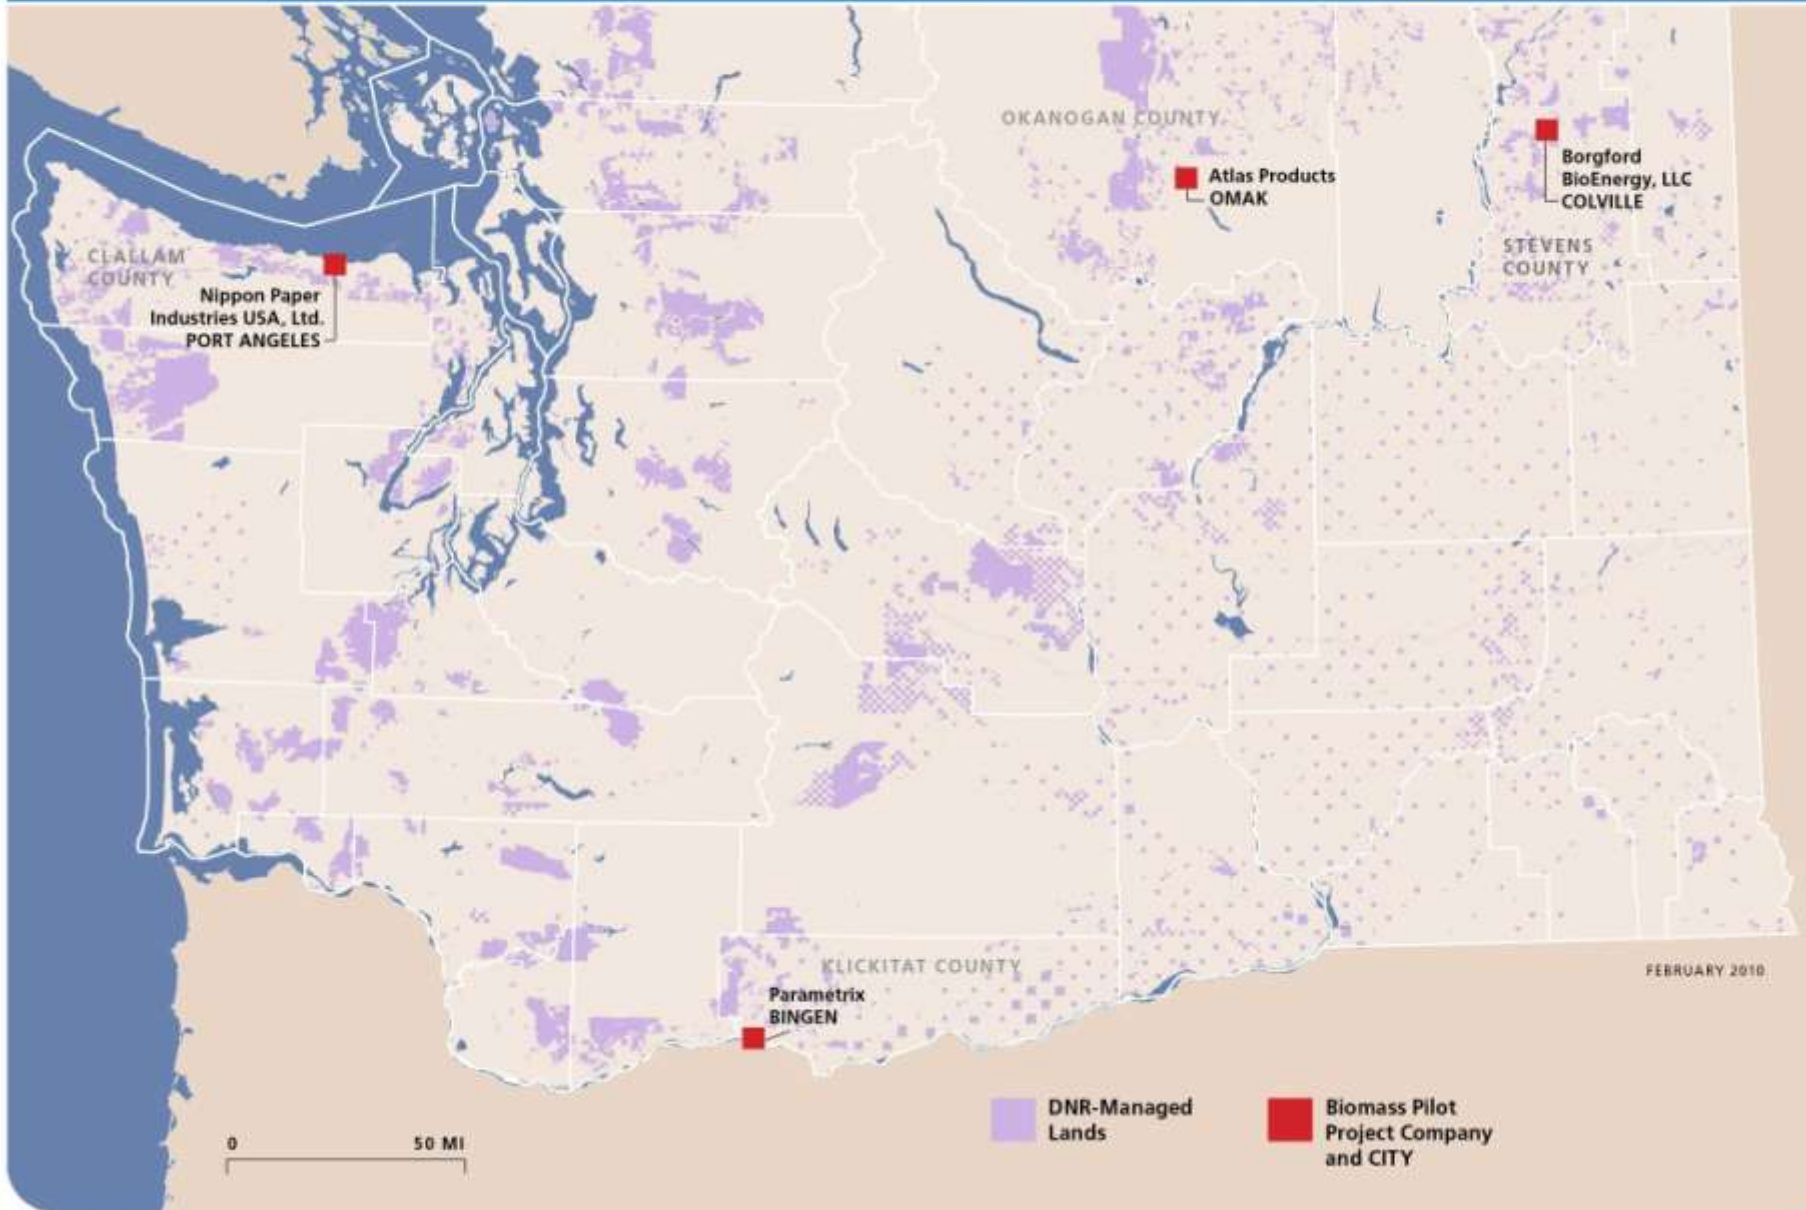 OKANOGAN COUNTY
Atlas Products
OMAK
Borgford
BioEnergy, LLC
COLVILLE
STEVENS
COUNTY
CLALLAM
COUNTY
Nippon Paper
Industries USA, Ltd.
PORT ANGELES
KLICKITAT COUNTY
Parametrix
BINGEN
FEBRUARY 2010
DNR-Managed
Lands
Biomass Pilot
Project Company
and CITY
0 50 MI